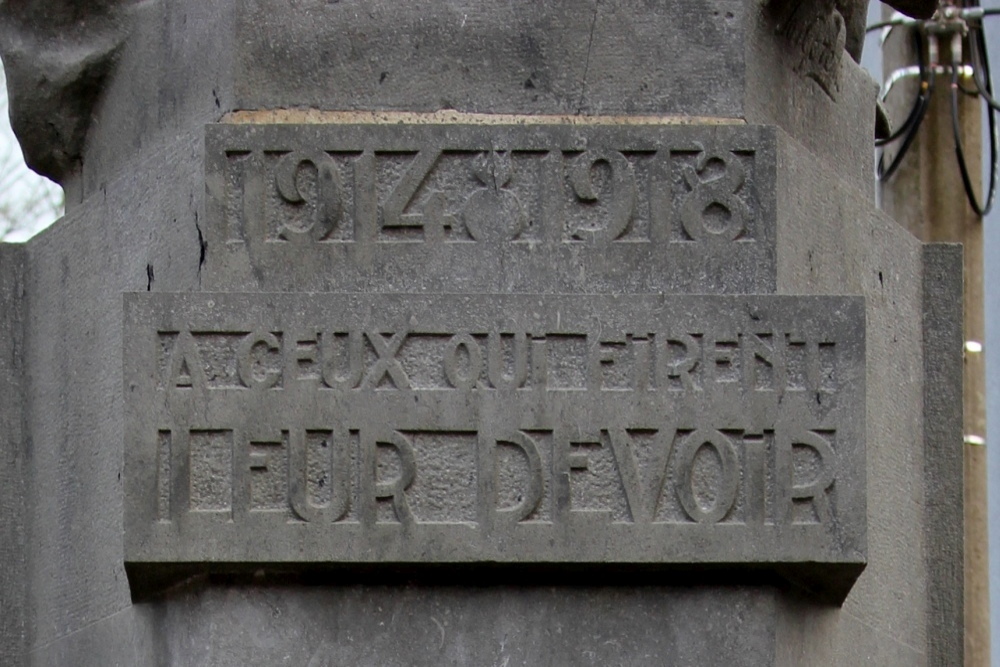 1914 1918
A CEUX QUI FIRENT
LEUR DEVOIR